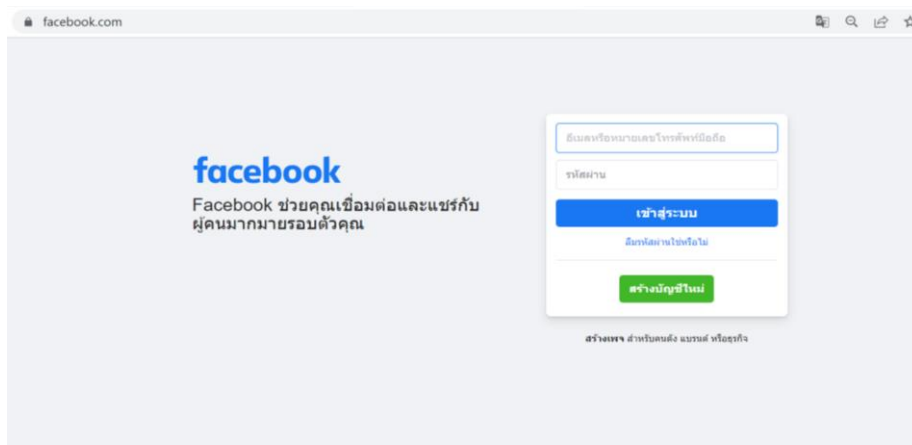 facebook.com
facebook
Facebook ช่วยคุณเชื่อมต่อและแชร์กับ
ผู้คนมากมายรอบตัวคุณ
อีเมลหรือหมายเลขโทรศัพท์มือถือ
รหัสผ่าน
เข้าสู่ระบบ
ลืมรหัสผ่านใช่หรือไม่
สร้างบัญชีใหม่
สร้างเพจ สำหรับคนดัง แบรนด์ หรือธุรกิจ